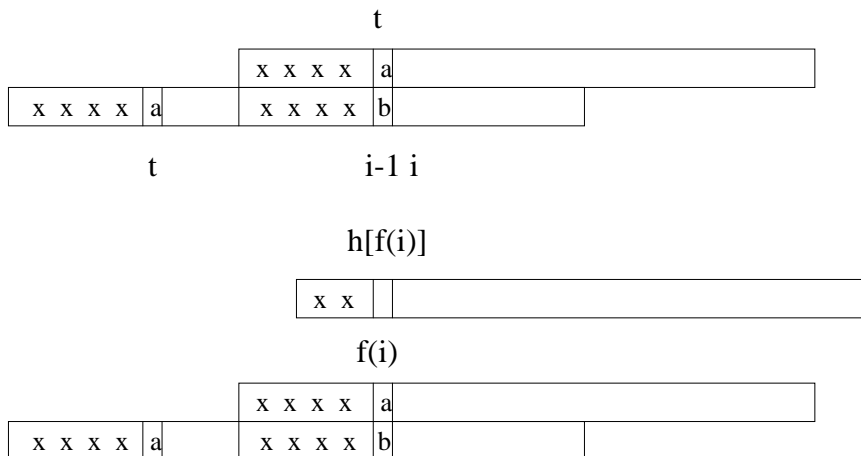 t
x x x x a
x x x x a x x x x b
t i-1 i
h[f(i)]
x x
f(i)
x x x x a
x x x x a x x x x b